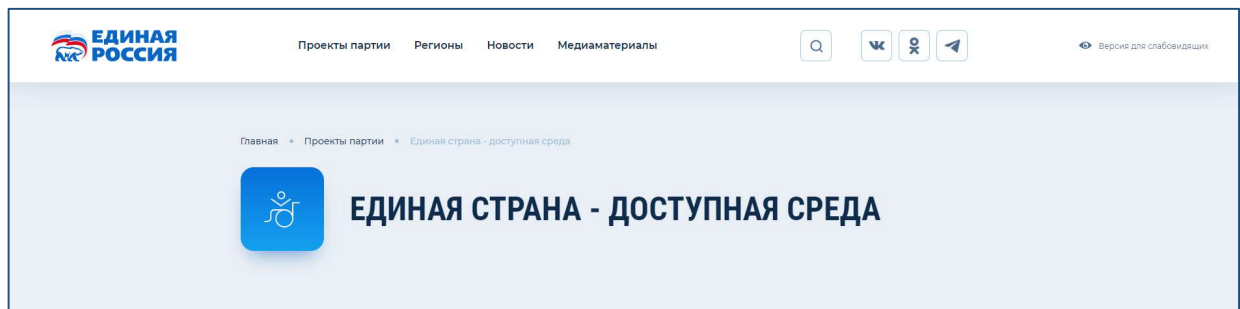 ЕДИНАЯ
РОССИЯ
Проекты партии Регионы Новости Медиаматериалы
Версия для слабовидящих
Главная • Проекты партии • Единая страна - доступная среда
ЕДИНАЯ СТРАНА - ДОСТУПНАЯ СРЕДА